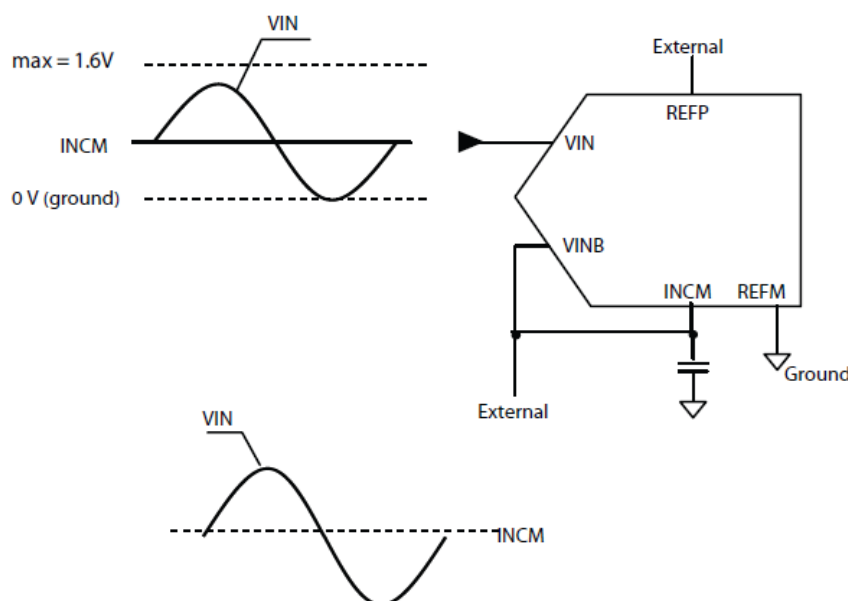 VIN
max = 1.6V
INCM
0 V (ground)
External
REFP
VIN
VINB
INCM REFM
Ground
External
VIN
INCM